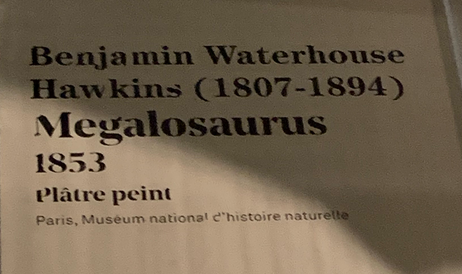 Benjamin Waterhouse
Hawkins (1807-1894)
Megalosaurus
1853
Plâtre peint
Paris, Muséum national d'histoire naturelle